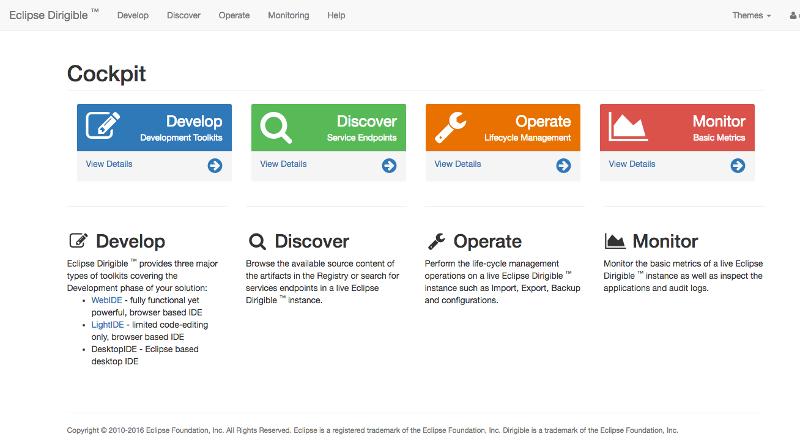 Eclipse Dirigible ™ Develop Discover Operate Monitoring Help Themes
Cockpit
Develop
Development Toolkits
View Details
Discover
Service Endpoints
View Details
Operate
Lifecycle Management
View Details
Monitor
Basic Metrics
View Details
Develop
Eclipse Dirigible ™ provides three major
types of toolkits covering the
Development phase of your solution:
• WebIDE - fully functional yet
powerful, browser based IDE
• LightIDE - limited code-editing
only, browser based IDE
• DesktopIDE - Eclipse based
desktop IDE
Discover
Browse the available source content of
the artifacts in the Registry or search for
services endpoints in a live Eclipse
Dirigible ™ instance.
Operate
Perform the life-cycle management
operations on a live Eclipse Dirigible ™
instance such as Import, Export, Backup
and configurations.
Monitor
Monitor the basic metrics of a live Eclipse
Dirigible ™ instance as well as inspect the
applications and audit logs.
Copyright © 2010-2016 Eclipse Foundation, Inc. All Rights Reserved. Eclipse is a registered trademark of the Eclipse Foundation, Inc. Dirigible is a trademark of the Eclipse Foundation, Inc.